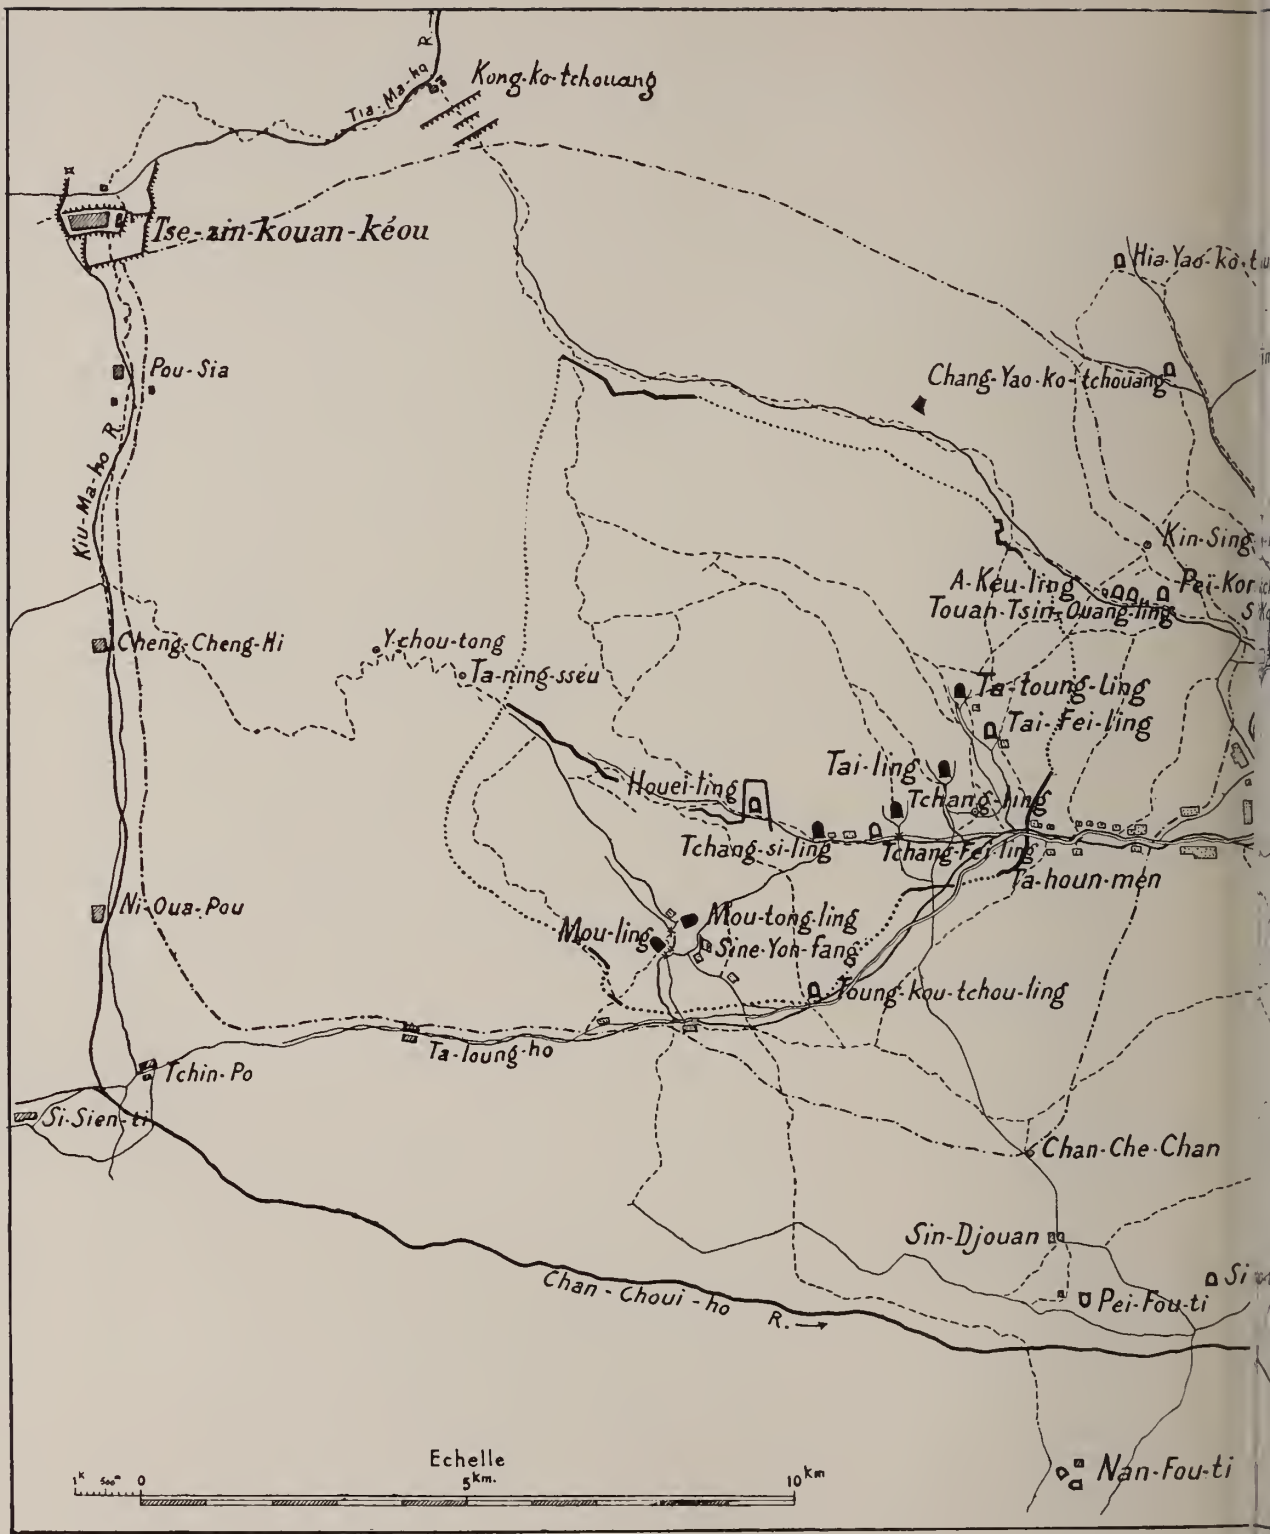 Kong-ko-tchouang
Tia-Ma-ho R.
Tse-zin-kouan-kéou
Hia-Yao-ko-t
Pou-Sia
Chang-Yao-ko-tchouang
Kiu-Ma-ho R.
Kin-Sing
A-Keu-ling
Pei-Kor
Touan-Tsin-Ouang-ling
Cheng-Cheng-Hi
Y-chou-tong
Ta-ning-sseu
Ta-toung-ling
Tai-Fei-ling
Tai-ling
Houei-ling
Tchang-ling
Tchang-si-ling
Tchang-Fei-ling
Ta-houn-men
Ni-Oua-Pou
Mou-tong-ling
Mou-ling
Sine-Yon-fang
Toung-kou-tchou-ling
Ta-loung-ho
Tchin-Po
Si-Sien-ti
Chan-Che-Chan
Sin-Djouan
Si
Pei-Fou-ti
Chan-Choui-ho R.
Nan-Fou-ti
Echelle
1K 500m 0 5Km. 10Km